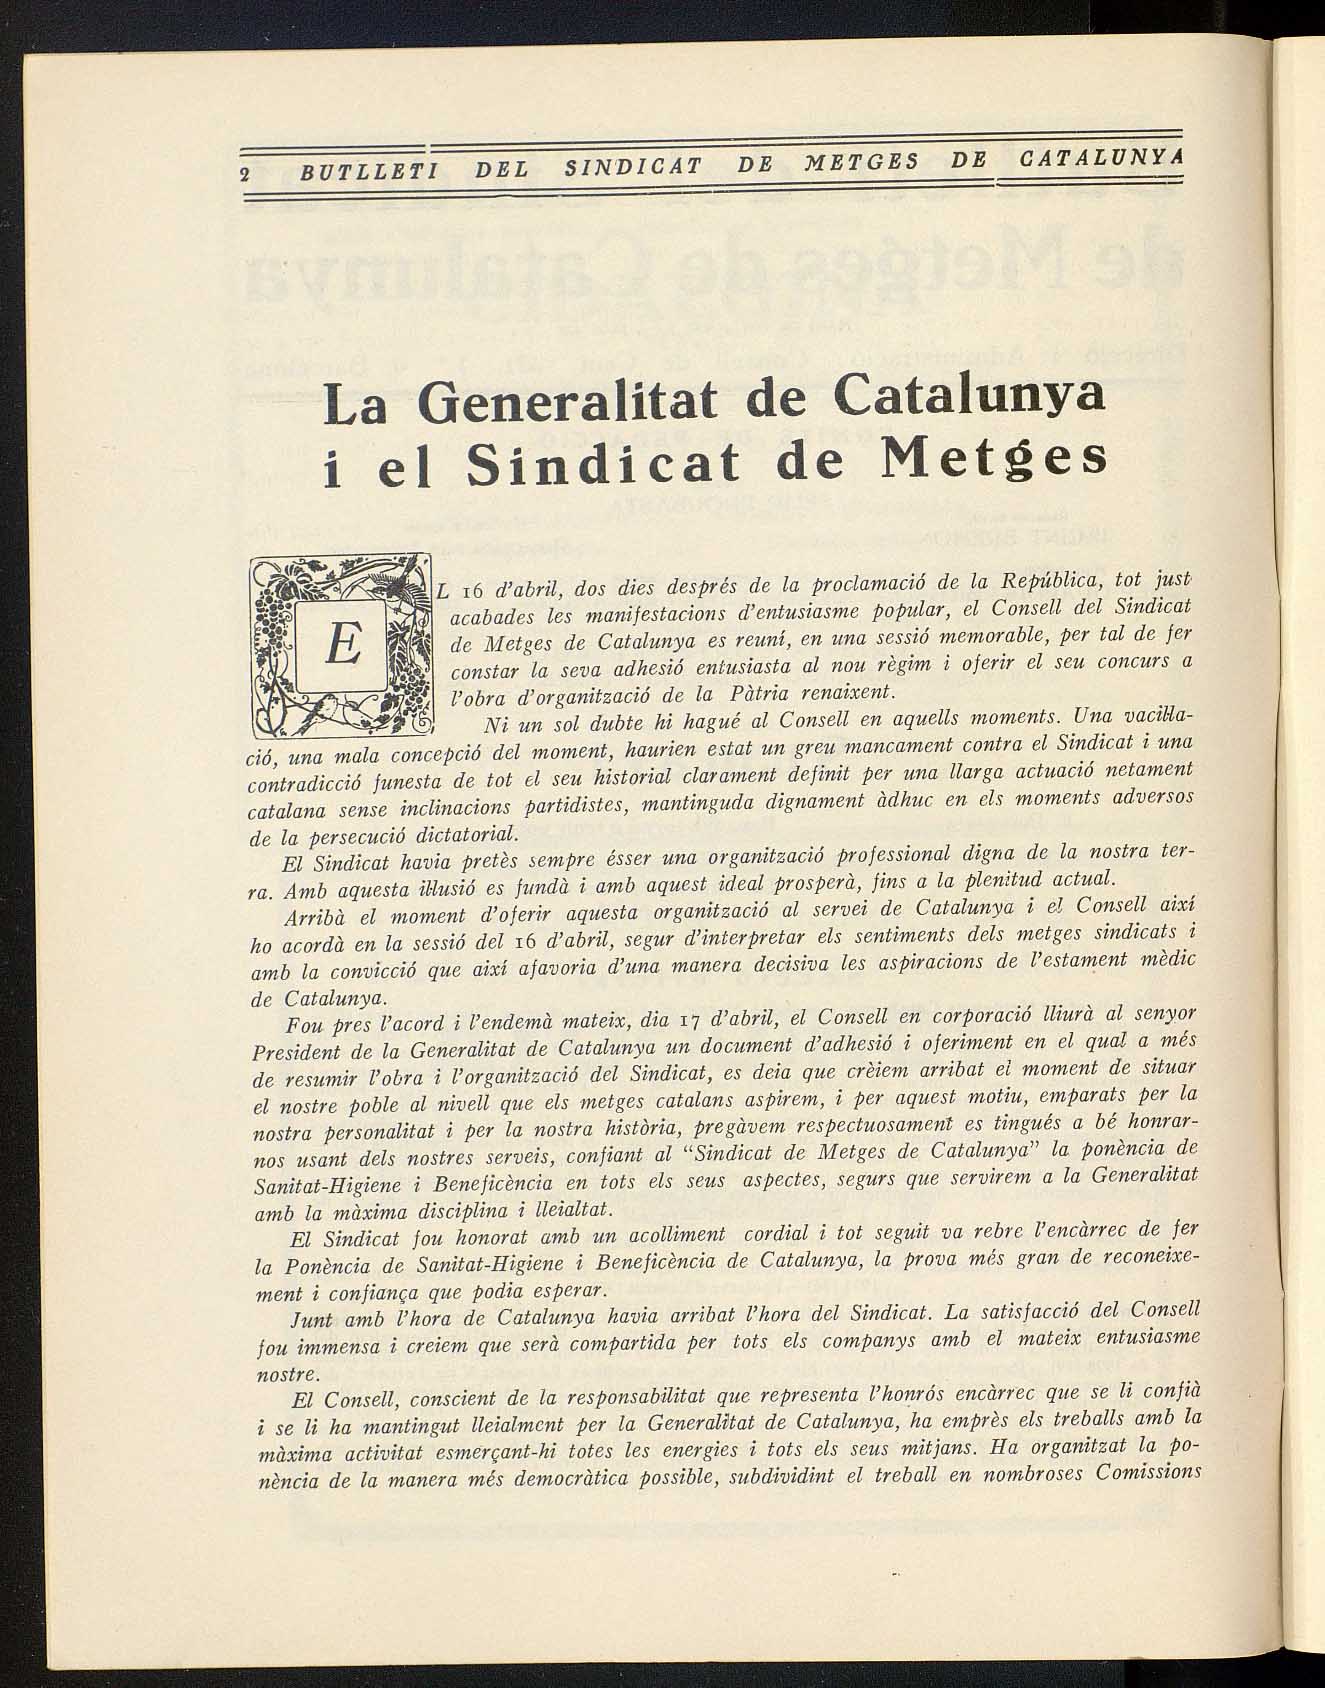 2 BUTLLETI DEL SINDICAT DE METGES DE CATALUNYA
La Generalitat de Catalunya
i el Sindicat de Metges
EL 16 d'abril, dos dies després de la proclamació de la República, tot just
acabades les manifestacions d'entusiasme popular, el Consell del Sindicat
de Metges de Catalunya es reuní, en una sessió memorable, per tal de fer
constar la seva adhesió entusiasta al nou règim i oferir el seu concurs a
l'obra d'organització de la Pàtria renaixent.
Ni un sol dubte hi hagué al Consell en aquells moments. Una vacil·la-
ció, una mala concepció del moment, haurien estat un greu mancament contra el Sindicat i una
contradicció funesta de tot el seu historial clarament definit per una llarga actuació netament
catalana sense inclinacions partidistes, mantinguda dignament àdhuc en els moments adversos
de la persecució dictatorial.
El Sindicat havia pretès sempre ésser una organització professional digna de la nostra ter-
ra. Amb aquesta il·lusió es fundà i amb aquest ideal prosperà, fins a la plenitud actual.
Arribà el moment d'oferir aquesta organització al servei de Catalunya i el Consell així
ho acordà en la sessió del 16 d'abril, segur d'interpretar els sentiments dels metges sindicats i
amb la convicció que així afavoria d'una manera decisiva les aspiracions de l'estament mèdic
de Catalunya.
Fou pres l'acord i l'endemà mateix, dia 17 d'abril, el Consell en corporació lliurà al senyor
President de la Generalitat de Catalunya un document d'adhesió i oferiment en el qual a més
de resumir l'obra i l'organització del Sindicat, es deia que crèiem arribat el moment de situar
el nostre poble al nivell que els metges catalans aspirem, i per aquest motiu, emparats per la
nostra personalitat i per la nostra història, pregàvem respectuosament es tingués a bé honrar-
nos usant dels nostres serveis, confiant al "Sindicat de Metges de Catalunya" la ponència de
Sanitat-Higiene i Beneficència en tots els seus aspectes, segurs que servirem a la Generalitat
amb la màxima disciplina i lleialtat.
El Sindicat fou honorat amb un acolliment cordial i tot seguit va rebre l'encàrrec de fer
la Ponència de Sanitat-Higiene i Beneficència de Catalunya, la prova més gran de reconeixe-
ment i confiança que podia esperar.
Junt amb l'hora de Catalunya havia arribat l'hora del Sindicat. La satisfacció del Consell
fou immensa i creiem que serà compartida per tots els companys amb el mateix entusiasme
nostre.
El Consell, conscient de la responsabilitat que representa l'honrós encàrrec que se li confià
i se li ha mantingut lleialment per la Generalitat de Catalunya, ha emprès els treballs amb la
màxima activitat esmerçant-hi totes les energies i tots els seus mitjans. Ha organitzat la po-
nència de la manera més democràtica possible, subdividint el treball en nombroses Comissions